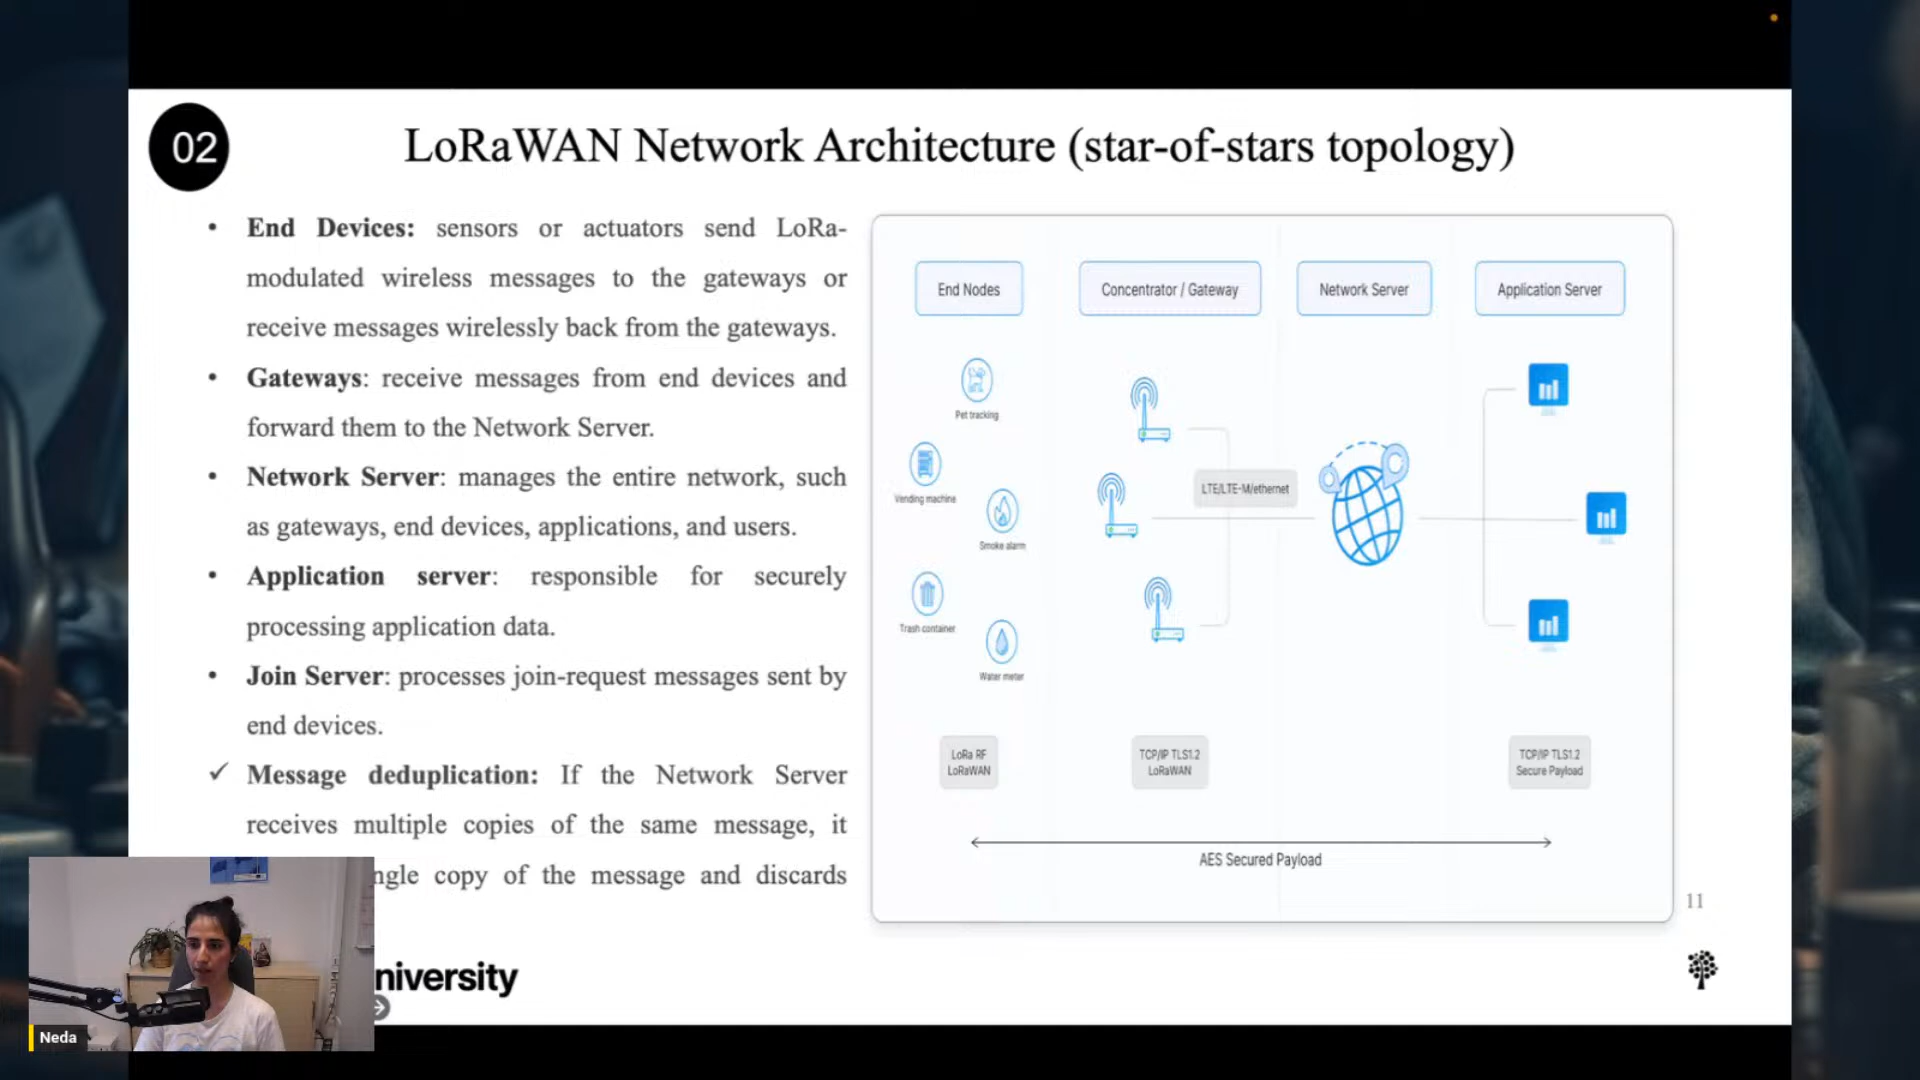 02
LoRaWAN Network Architecture (star-of-stars topology)
• End Devices: sensors or actuators send LoRa-
modulated wireless messages to the gateways or
receive messages wirelessly back from the gateways.
• Gateways: receive messages from end devices and
forward them to the Network Server.
• Network Server: manages the entire network, such
as gateways, end devices, applications, and users.
• Application server: responsible for securely
processing application data.
• Join Server: processes join-request messages sent by
end devices.
✓ Message deduplication: If the Network Server
receives multiple copies of the same message, it
copy of the message and discards
End Nodes
Concentrator / Gateway
Network Server
Application Server
Pet tracking
Vending machine
Smoke alarm
Trash container
Water meter
LTE/LTE-M/ethernet
LoRa RF
LoRaWAN
TCP/IP TLS1.2
LoRaWAN
TCP/IP TLS1.2
Secure Payload
AES Secured Payload
11
niversity
Neda